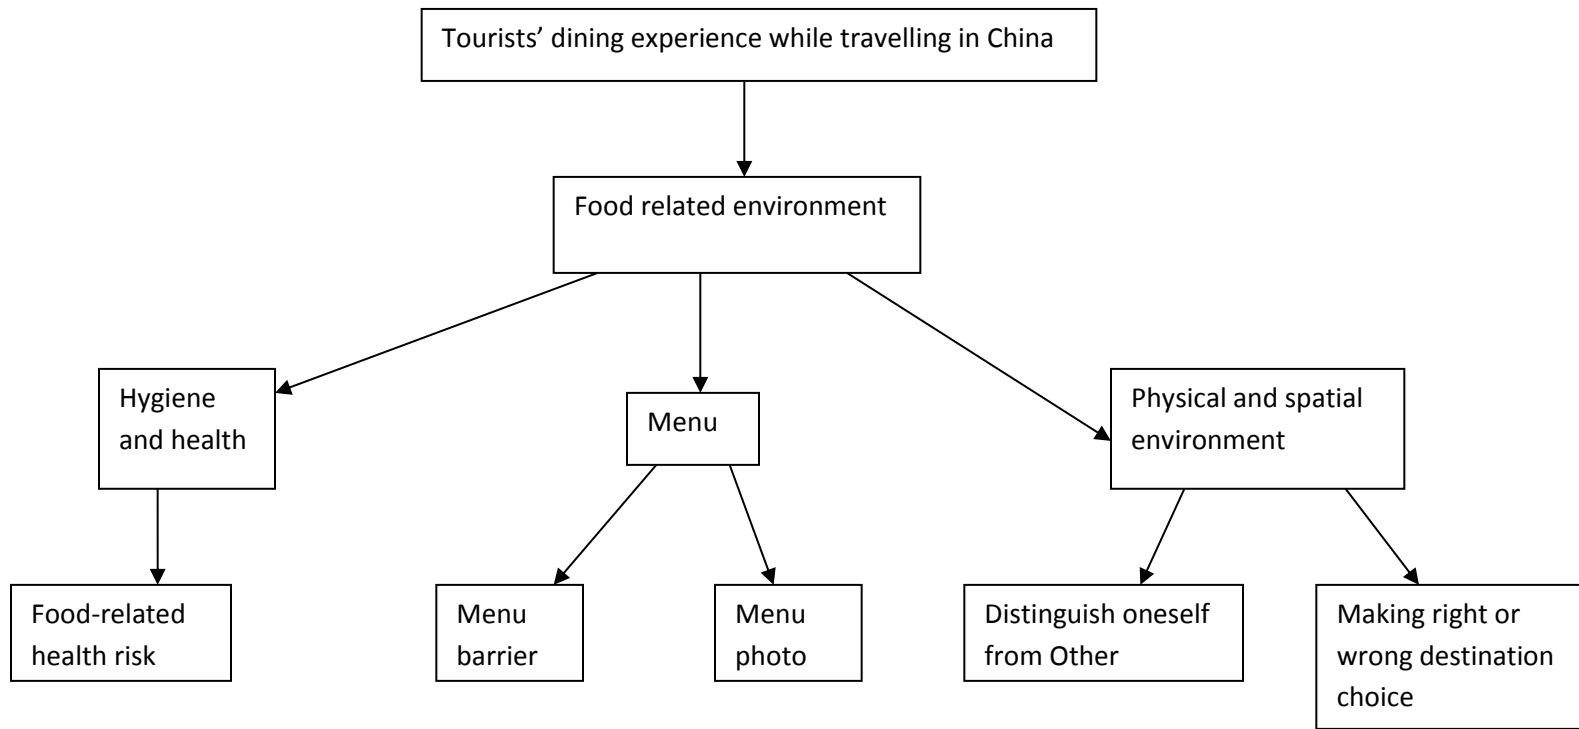 Tourists’ dining experience while travelling in China
Food related environment
Hygiene
and health
Menu
Physical and spatial
environment
Food-related
health risk
Menu
barrier
Menu
photo
Distinguish oneself
from Other
Making right or
wrong destination
choice